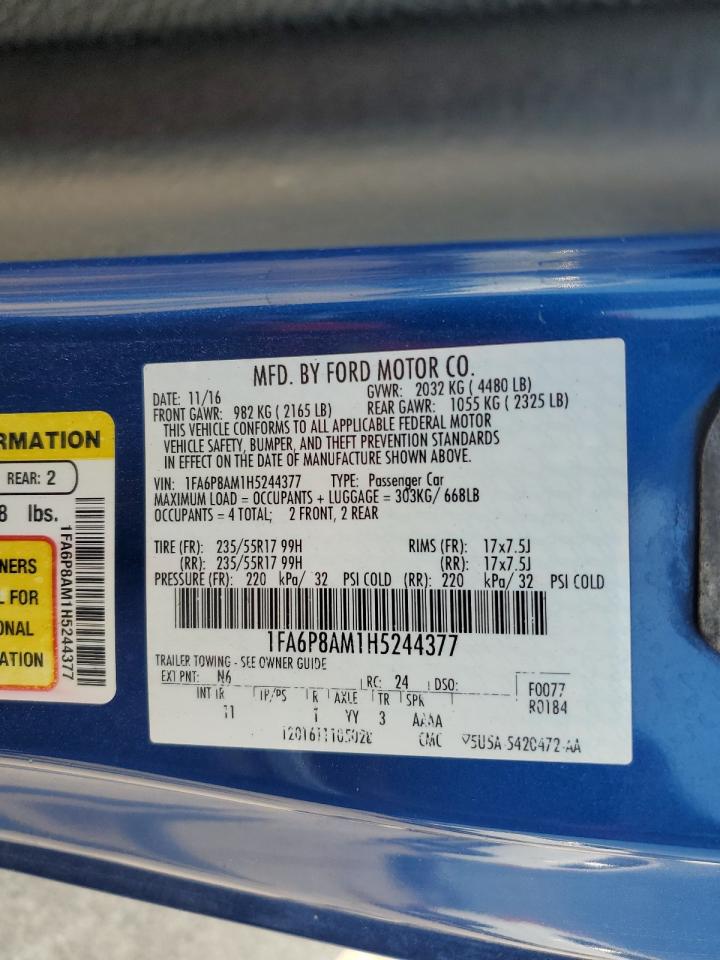 MFD. BY FORD MOTOR CO.
DATE: 11/16 GVWR: 2032 KG ( 4480 LB)
FRONT GAWR: 982 KG ( 2165 LB) REAR GAWR: 1055 KG ( 2325 LB)
THIS VEHICLE CONFORMS TO ALL APPLICABLE FEDERAL MOTOR
VEHICLE SAFETY, BUMPER, AND THEFT PREVENTION STANDARDS
IN EFFECT ON THE DATE OF MANUFACTURE SHOWN ABOVE.
VIN: 1FA6P8AM1H5244377 TYPE: Passenger Car
MAXIMUM LOAD = OCCUPANTS + LUGGAGE = 303KG/ 668LB
OCCUPANTS = 4 TOTAL; 2 FRONT, 2 REAR
TIRE (FR): 235/55R17 99H RIMS (FR): 17x7.5J
(RR): 235/55R17 99H (RR): 17x7.5J
PRESSURE (FR): 220 kPa/ 32 PSI COLD (RR): 220 kPa/ 32 PSI COLD
1FA6P8AM1H5244377
TRAILER TOWING - SEE OWNER GUIDE
EXT PNT: N6 RC: 24 DSO: F0077
INT TR TP/PS R AXLE TR SPR R0184
11 1 YY 3 AAAA
CMC
RMATION
REAR: 2
8 lbs.
NERS
L FOR
ONAL
ATION
1FA6P8AM1H5244377